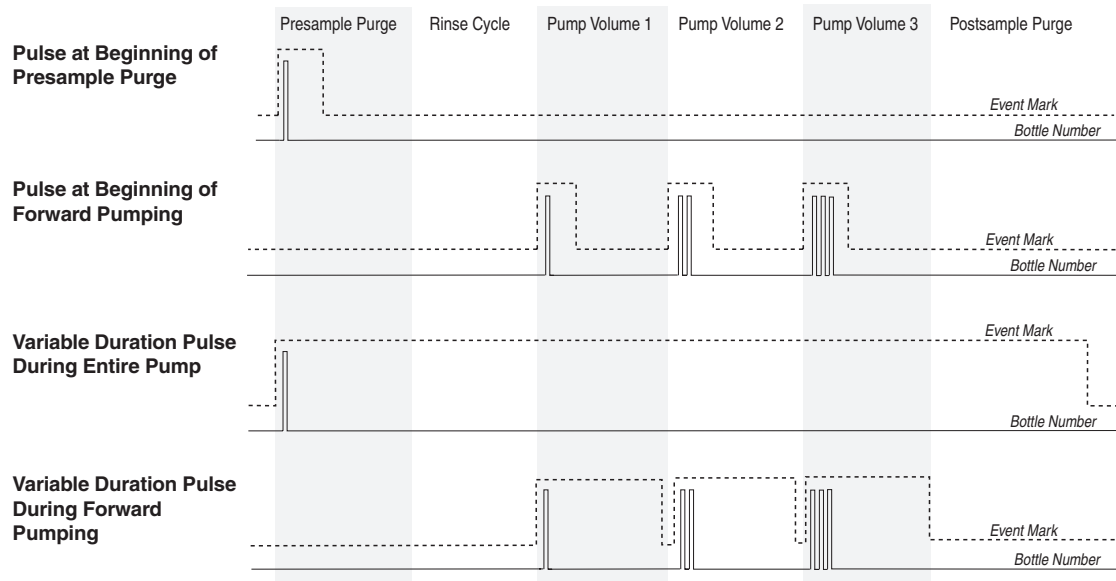 Presample Purge Rinse Cycle Pump Volume 1 Pump Volume 2 Pump Volume 3 Postsample Purge
Pulse at Beginning of
Presample Purge
Event Mark
Bottle Number
Pulse at Beginning of
Forward Pumping
Event Mark
Bottle Number
Variable Duration Pulse
During Entire Pump
Event Mark
Bottle Number
Variable Duration Pulse
During Forward
Pumping
Event Mark
Bottle Number